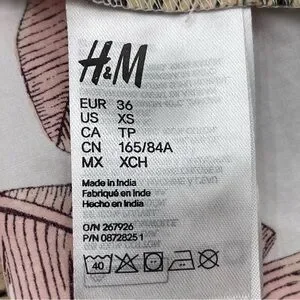 H&M
EUR 36
US XS
CA TP
CN 165/84A
MX XCH
Made in India
Fabriqué en Inde
Hecho en India
O/N 267926
P/N 0872825 1
40